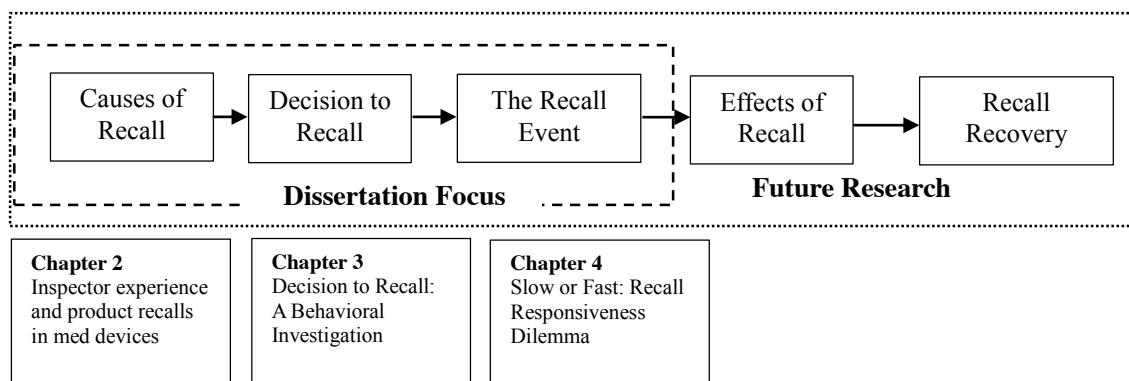 Causes of
Recall
Decision to
Recall
The Recall
Event
Effects of
Recall
Recall
Recovery
Dissertation Focus
Future Research
Chapter 2
Inspector experience
and product recalls
in med devices
Chapter 3
Decision to Recall:
A Behavioral
Investigation
Chapter 4
Slow or Fast: Recall
Responsiveness
Dilemma